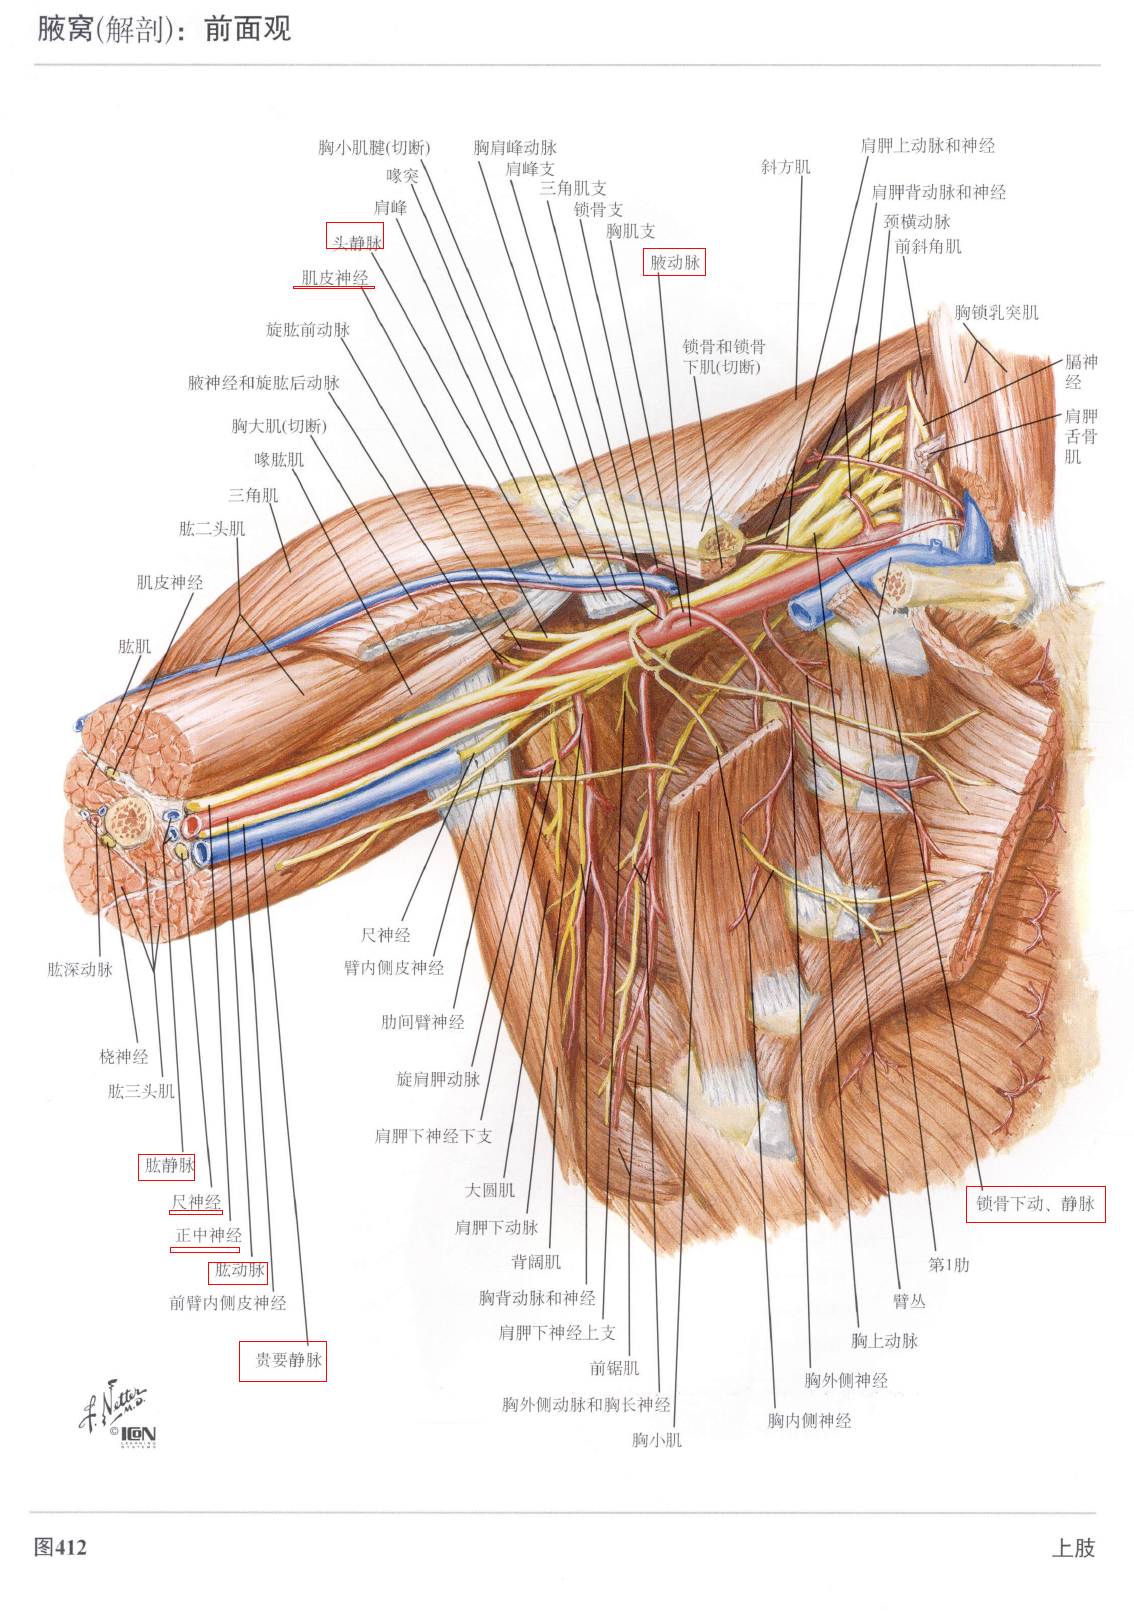 腋窝(解剖)：前面观
胸小肌腱(切断)
喙突
肩峰
头静脉
肌皮神经
旋肱前动脉
腋神经和旋肱后动脉
胸大肌(切断)
喙肱肌
三角肌
肱二头肌
肌皮神经
肱肌
胸肩峰动脉
肩峰支
三角肌支
锁骨支
胸肌支
腋动脉
锁骨和锁骨
下肌(切断)
斜方肌
肩胛上动脉和神经
肩胛背动脉和神经
颈横动脉
前斜角肌
胸锁乳突肌
膈神
经
肩胛
舌骨
肌
肱深动脉
桡神经
肱三头肌
肱静脉
尺神经
正中神经
肱动脉
前臂内侧皮神经
贵要静脉
尺神经
臂内侧皮神经
肋间臂神经
旋肩胛动脉
肩胛下神经下支
大圆肌
肩胛下动脉
背阔肌
胸背动脉和神经
肩胛下神经上支
前锯肌
胸外侧动脉和胸长神经
胸小肌
锁骨下动、静脉
第1肋
臂丛
胸上动脉
胸外侧神经
胸内侧神经
F. Netter
M.D.
© ICON
LEARNING
SYSTEMS
图412
上肢